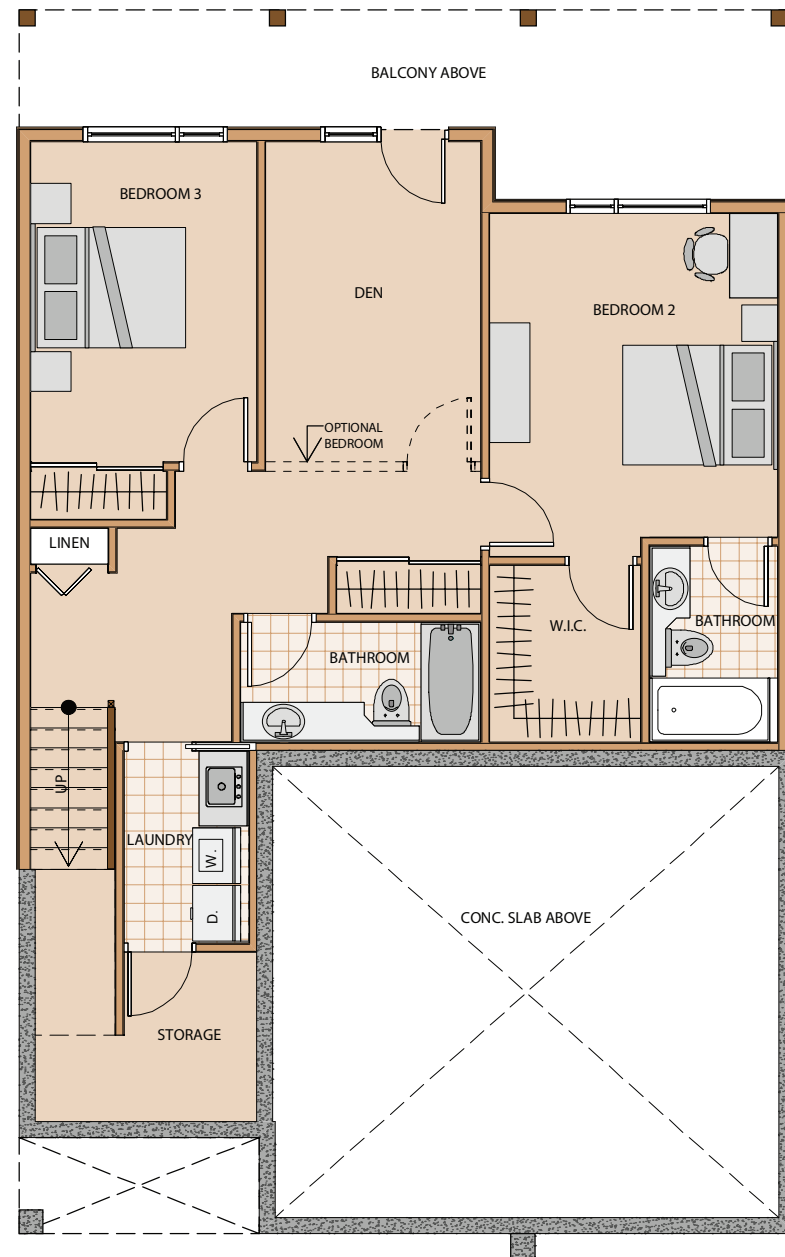 BALCONY ABOVE
BEDROOM 3
DEN
BEDROOM 2
OPTIONAL
BEDROOM
LINEN
W.I.C.
BATHROOM
BATHROOM
UP
LAUNDRY
W.
D.
CONC. SLAB ABOVE
STORAGE